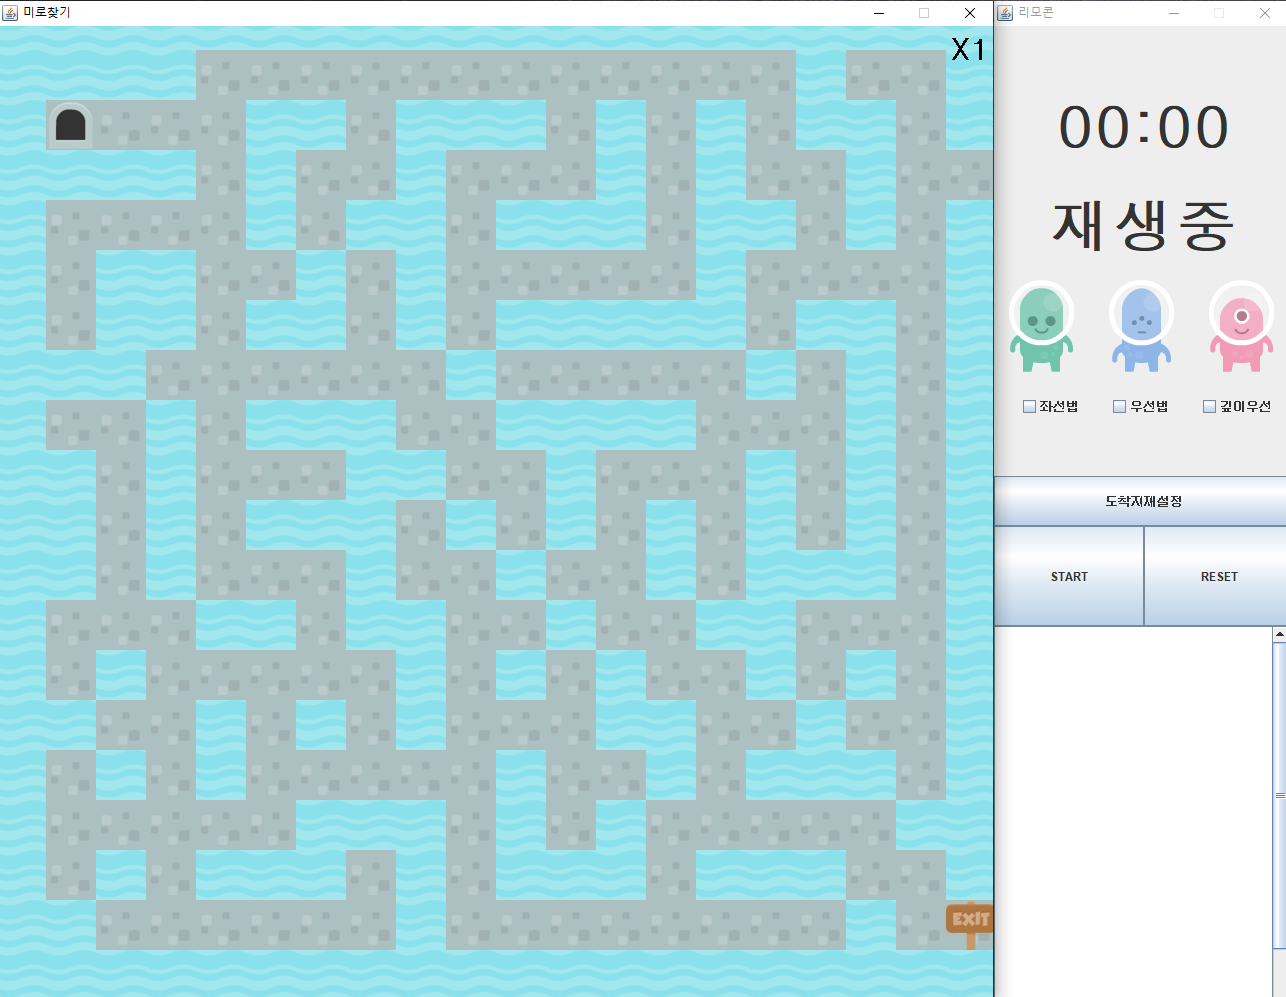 미로찾기
리모콘
X1
00:00
재생중
좌선법
우선법
깊이우선
도착지재설정
START
RESET
EXIT